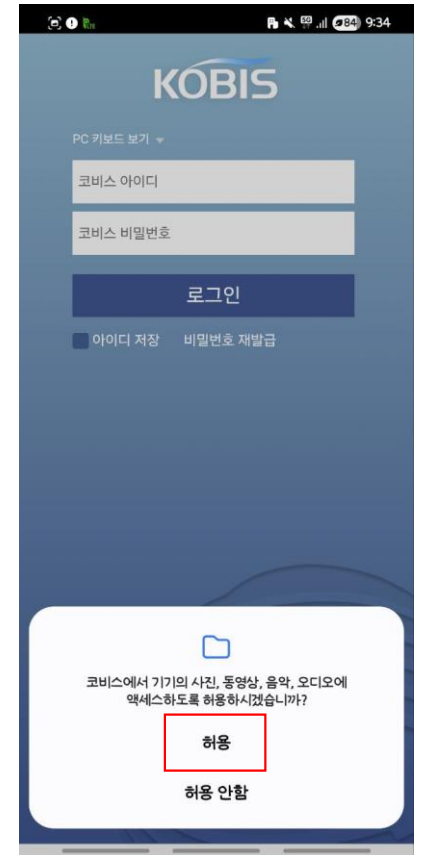 84 9:34
KOBIS
PC 키보드 보기
코비스 아이디
코비스 비밀번호
로그인
아이디 저장 비밀번호 재발급
코비스에서 기기의 사진, 동영상, 음악, 오디오에
액세스하도록 허용하시겠습니까?
허용
허용 안함